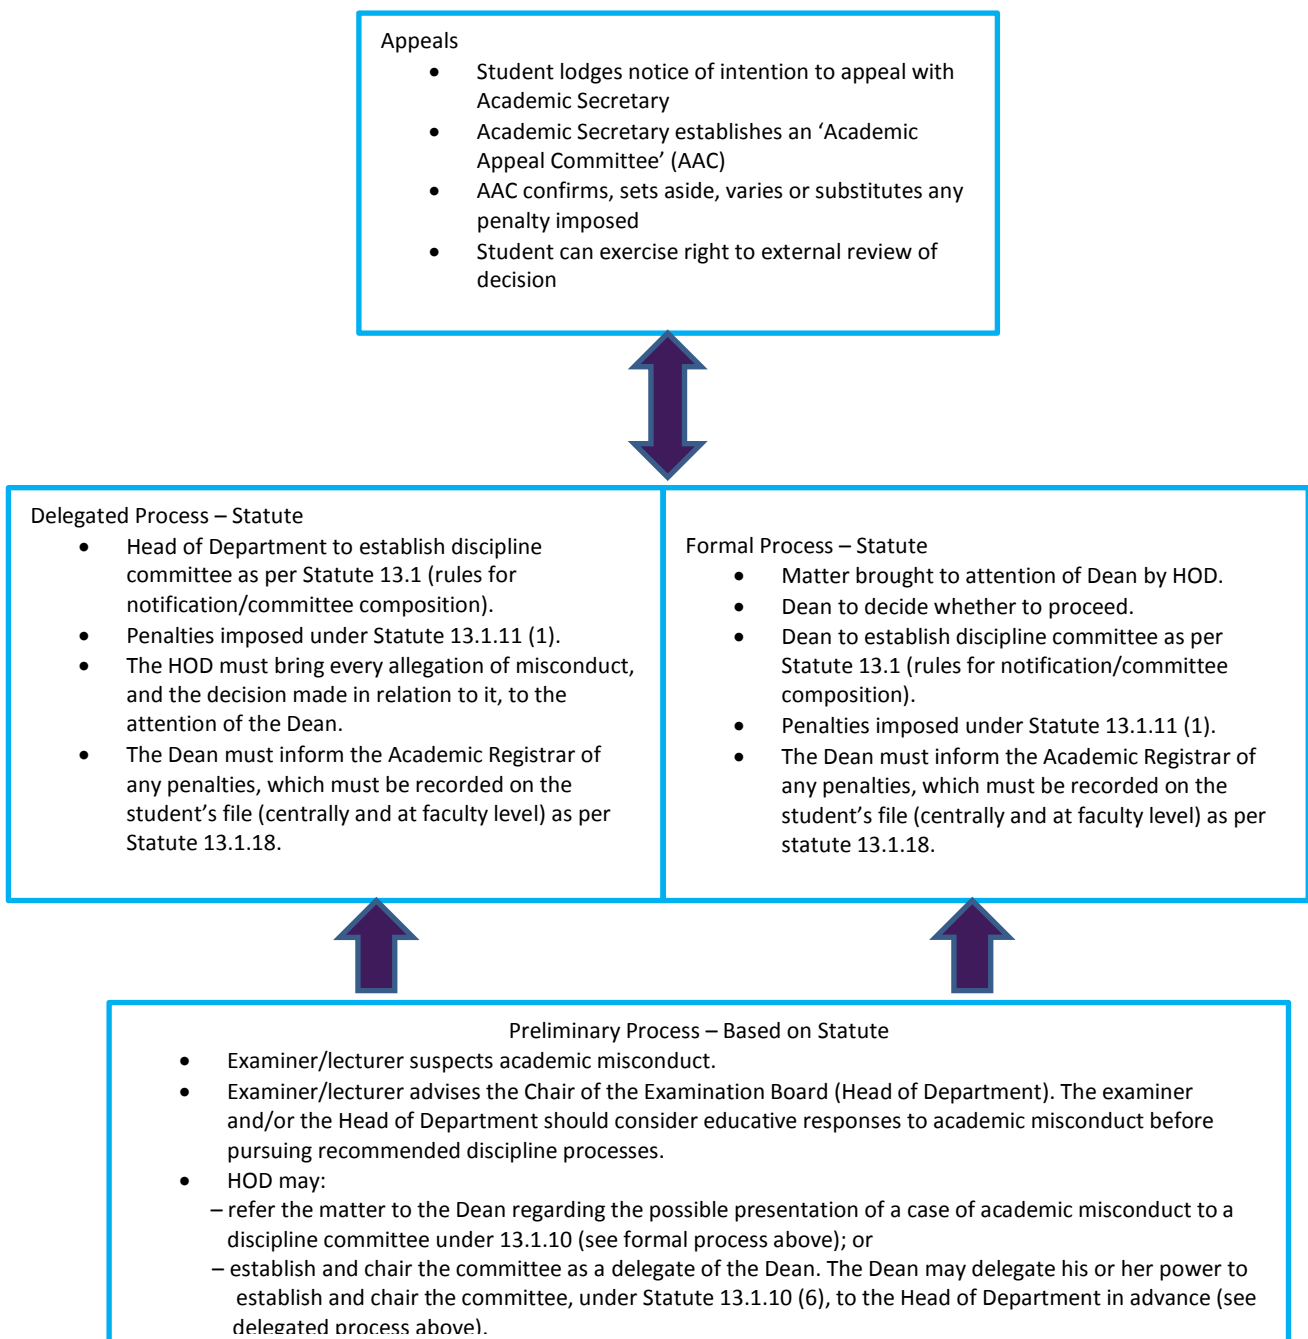 Appeals
• Student lodges notice of intention to appeal with
Academic Secretary
• Academic Secretary establishes an ‘Academic
Appeal Committee’ (AAC)
• AAC confirms, sets aside, varies or substitutes any
penalty imposed
• Student can exercise right to external review of
decision
Delegated Process – Statute
• Head of Department to establish discipline
committee as per Statute 13.1 (rules for
notification/committee composition).
• Penalties imposed under Statute 13.1.11 (1).
• The HOD must bring every allegation of misconduct,
and the decision made in relation to it, to the
attention of the Dean.
• The Dean must inform the Academic Registrar of
any penalties, which must be recorded on the
student’s file (centrally and at faculty level) as per
Statute 13.1.18.
Formal Process – Statute
• Matter brought to attention of Dean by HOD.
• Dean to decide whether to proceed.
• Dean to establish discipline committee as per
Statute 13.1 (rules for notification/committee
composition).
• Penalties imposed under Statute 13.1.11 (1).
• The Dean must inform the Academic Registrar of
any penalties, which must be recorded on the
student’s file (centrally and at faculty level) as per
statute 13.1.18.
Preliminary Process – Based on Statute
• Examiner/lecturer suspects academic misconduct.
• Examiner/lecturer advises the Chair of the Examination Board (Head of Department). The examiner
and/or the Head of Department should consider educative responses to academic misconduct before
pursuing recommended discipline processes.
• HOD may:
– refer the matter to the Dean regarding the possible presentation of a case of academic misconduct to a
discipline committee under 13.1.10 (see formal process above); or
– establish and chair the committee as a delegate of the Dean. The Dean may delegate his or her power to
establish and chair the committee, under Statute 13.1.10 (6), to the Head of Department in advance (see
delegated process above).